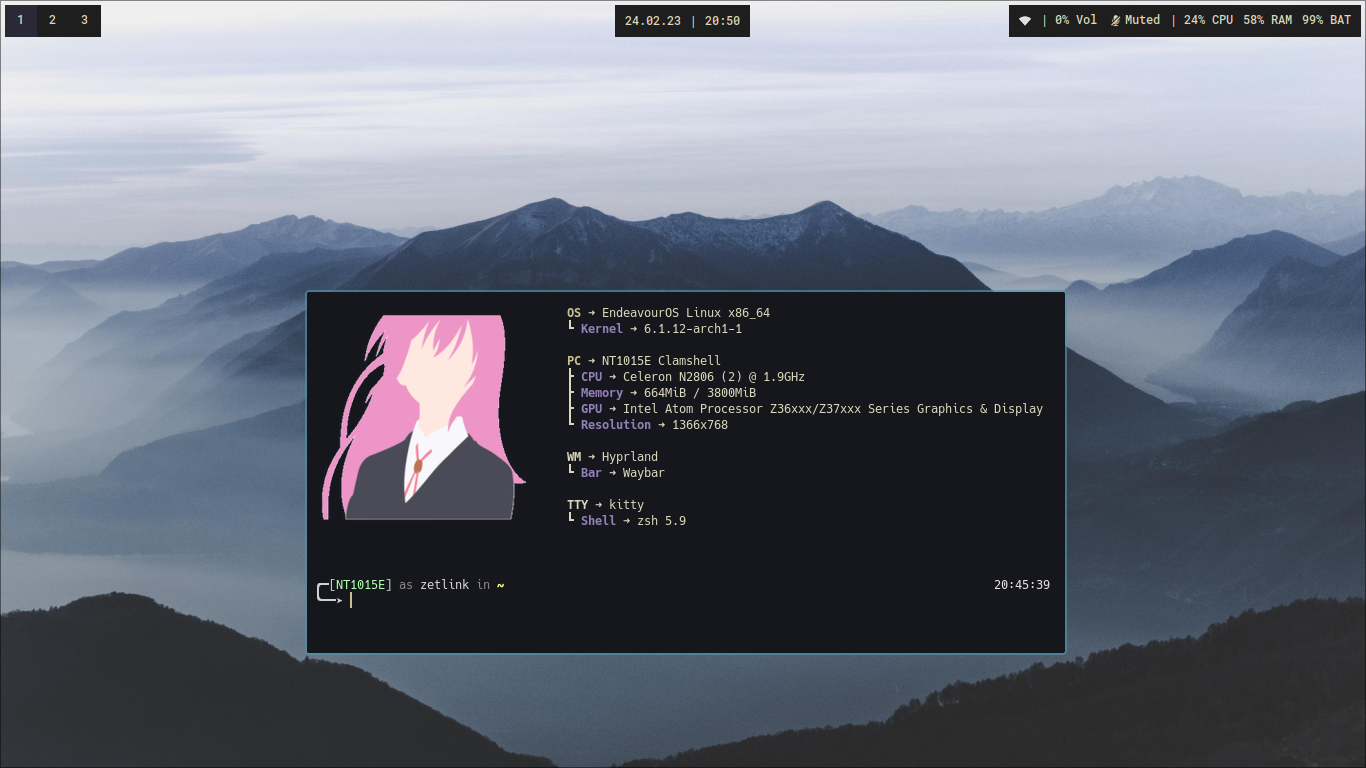 1 2 3
24.02.23 | 20:50
| 0% Vol Muted | 24% CPU 58% RAM 99% BAT
OS → EndeavourOS Linux x86_64
Kernel → 6.1.12-arch1-1
PC → NT1015E Clamshell
CPU → Celeron N2806 (2) @ 1.9GHz
Memory → 664MiB / 3800MiB
GPU → Intel Atom Processor Z36xxx/Z37xxx Series Graphics & Display
Resolution → 1366x768
WM → Hyprland
Bar → Waybar
TTY → kitty
Shell → zsh 5.9
[NT1015E] as zetlink in ~ 20:45:39